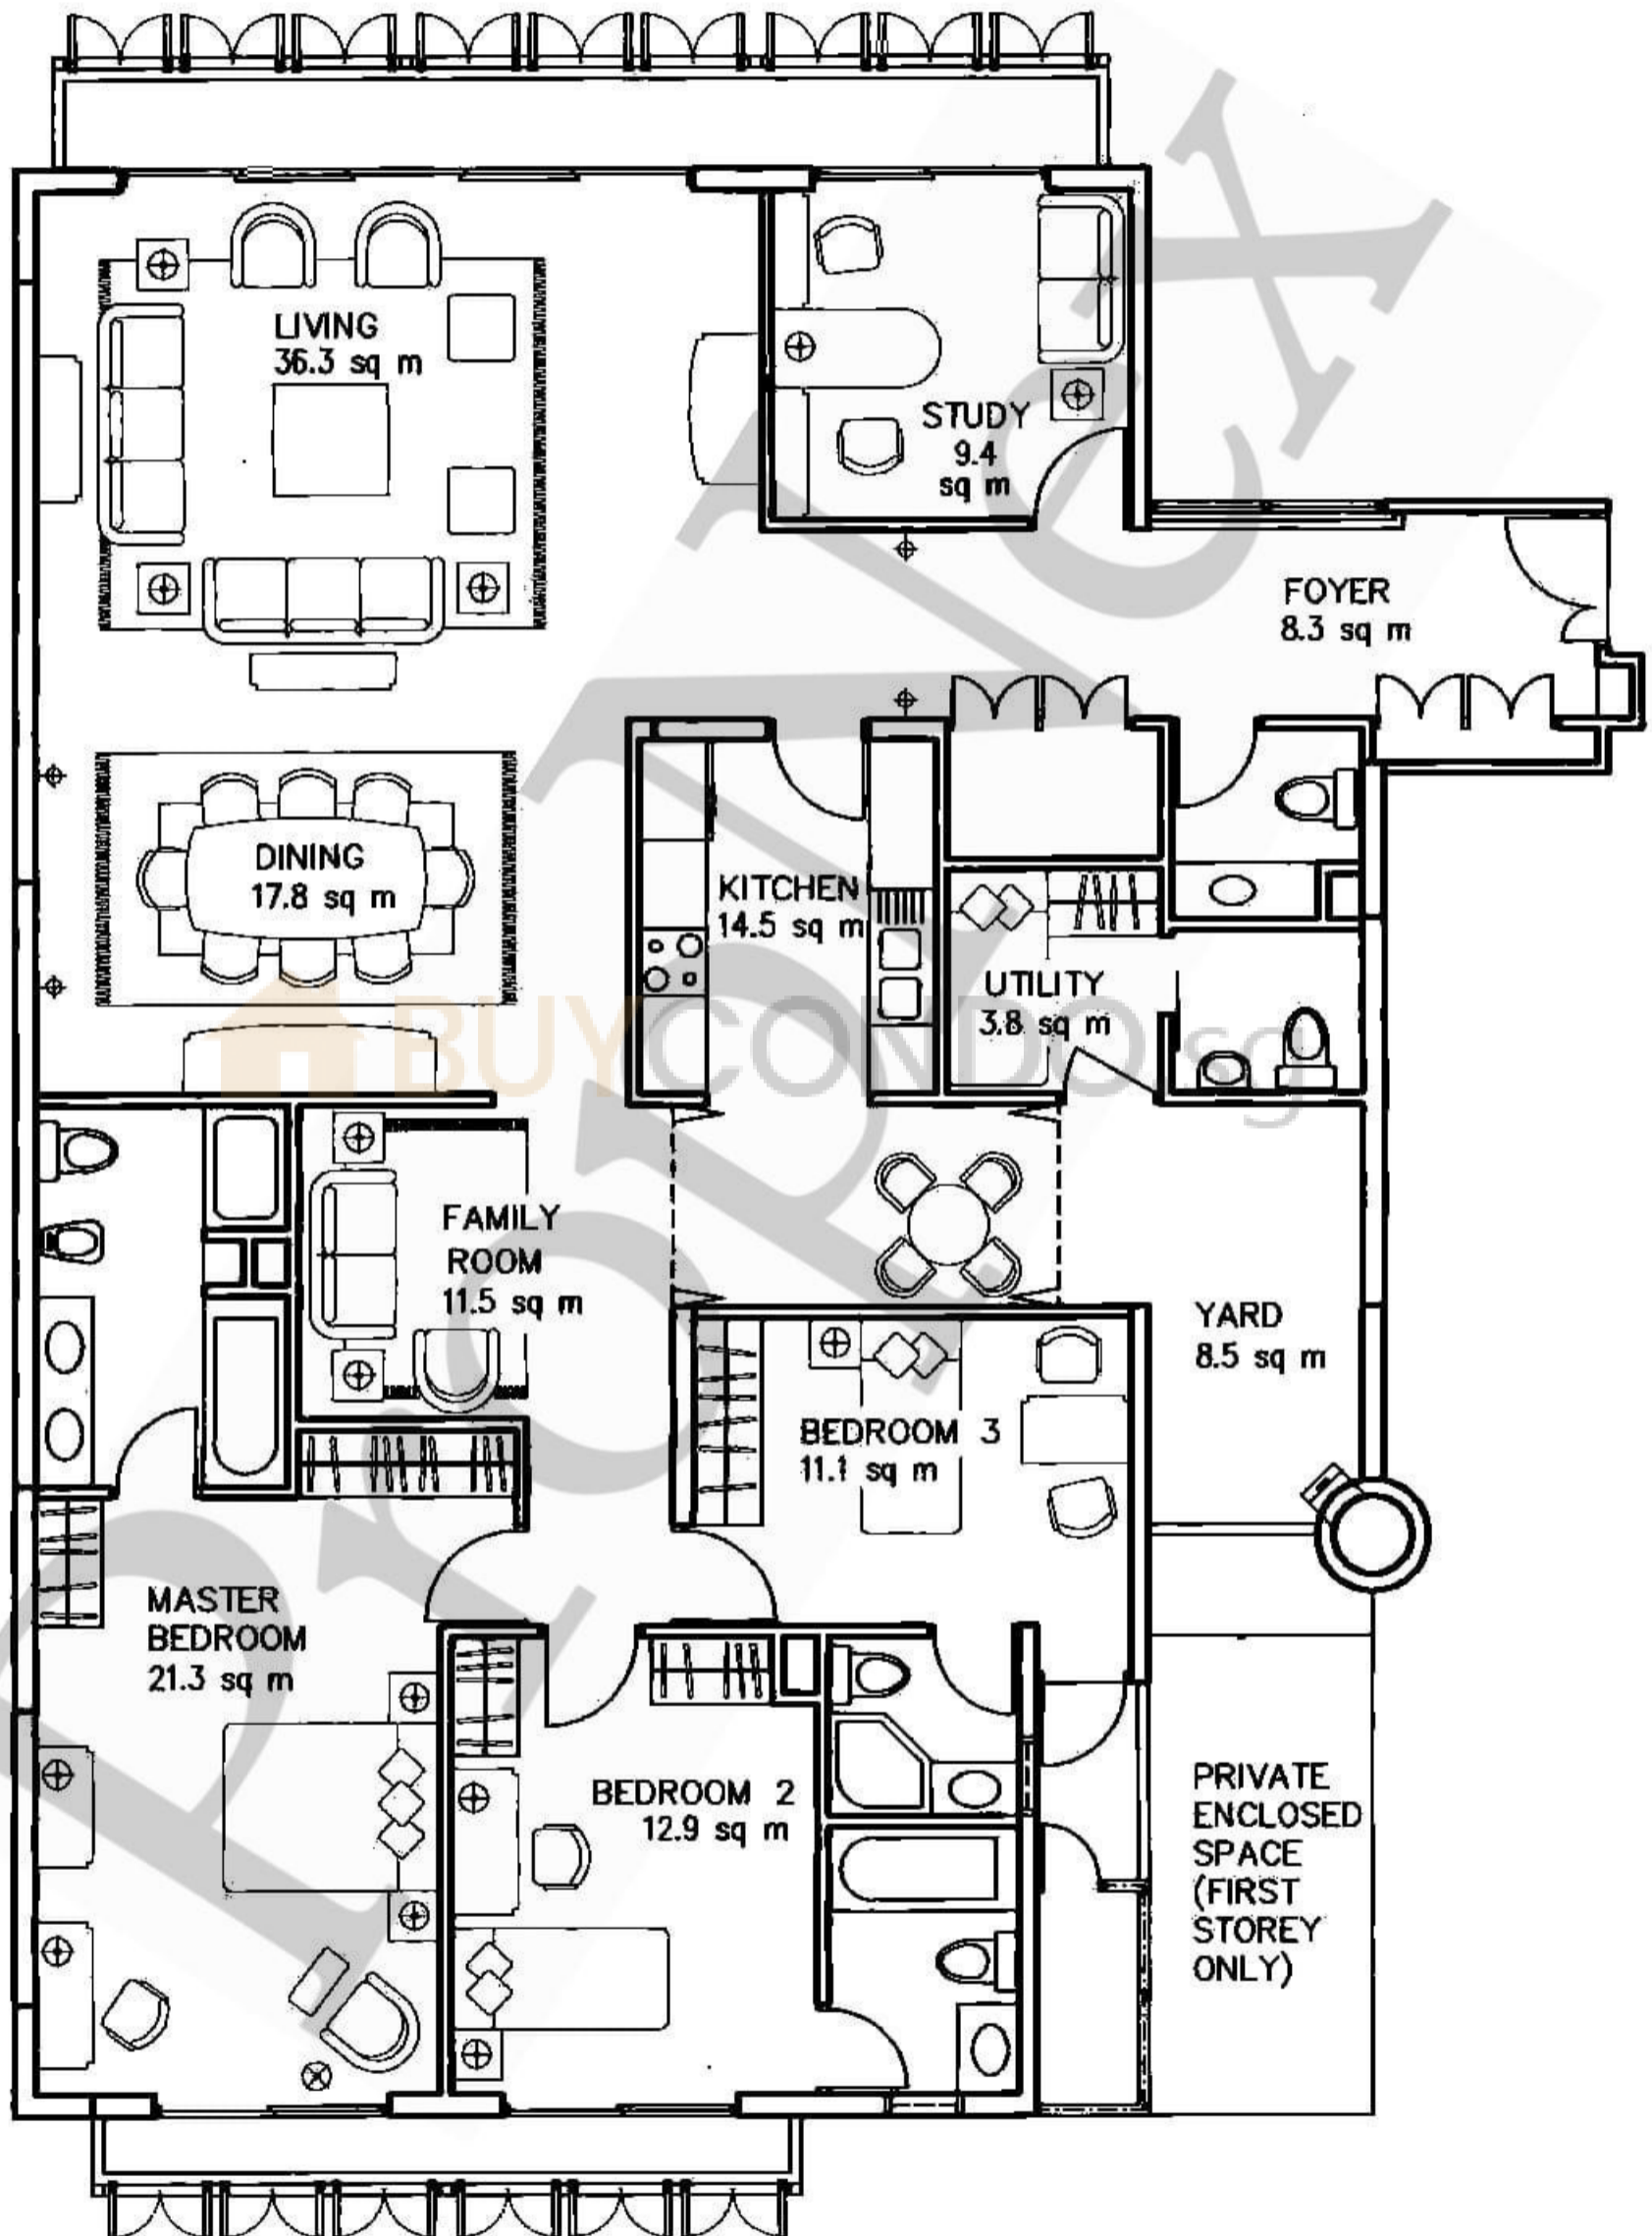 LIVING
36.3 sq m
STUDY
9.4
sq m
FOYER
8.3 sq m
DINING
17.8 sq m
KITCHEN
14.5 sq m
UTILITY
3.8 sq m
BUYCONDO.sg
FAMILY
ROOM
11.5 sq m
YARD
8.5 sq m
BEDROOM 3
11.1 sq m
MASTER
BEDROOM
21.3 sq m
BEDROOM 2
12.9 sq m
PRIVATE
ENCLOSED
SPACE
(FIRST
STOREY
ONLY)
PropNex